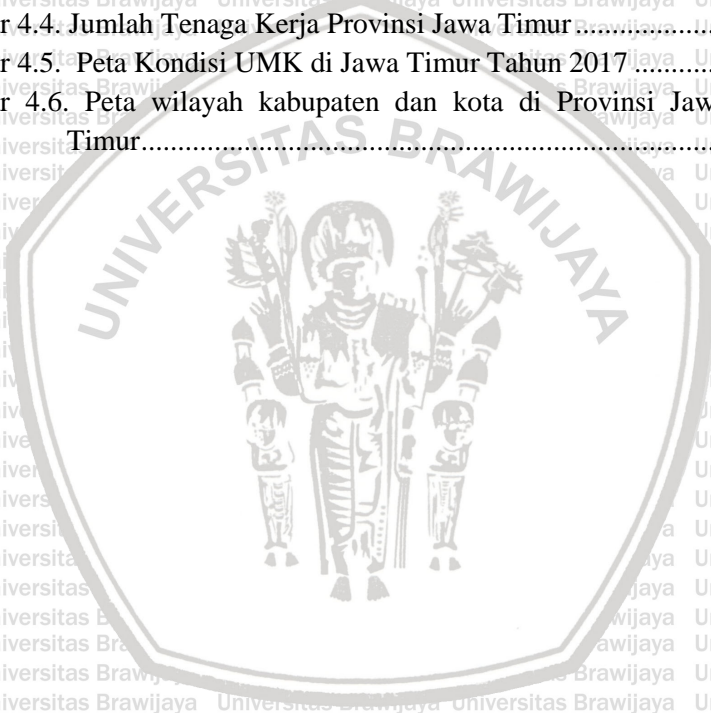 r 4.4. Jumlah Tenaga Kerja Provinsi Jawa Timur ..................
r 4.5. Peta Kondisi UMK di Jawa Timur Tahun 2017 .............
r 4.6. Peta wilayah kabupaten dan kota di Provinsi Jaw
Timur.......................................................................................
UNIVERSITAS BRAWIJAYA